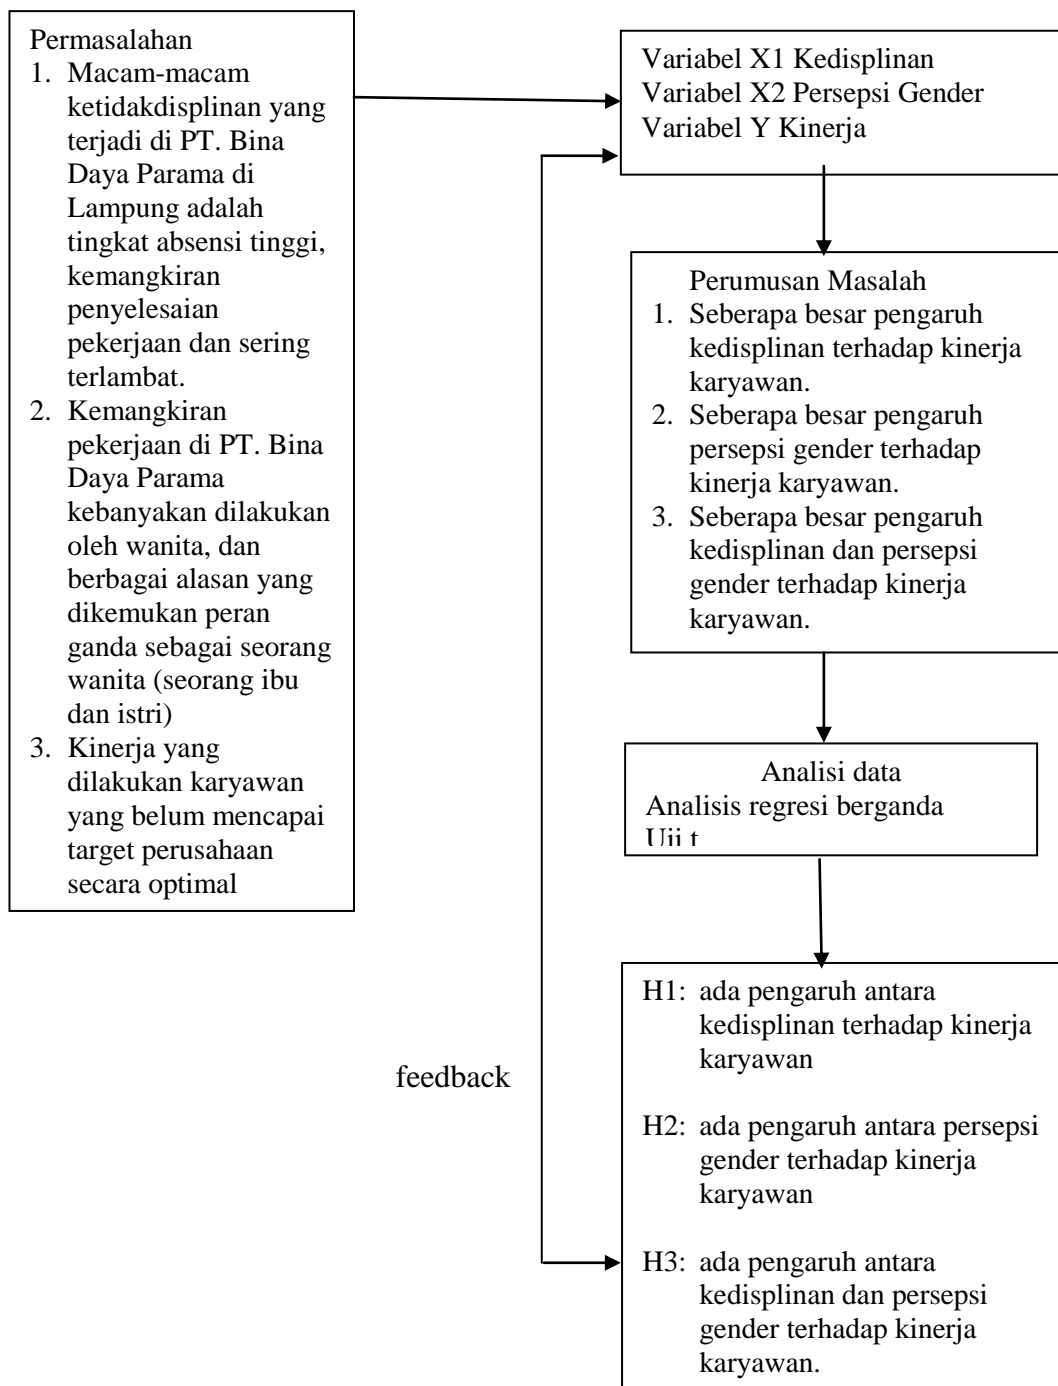 Permasalahan
1. Macam-macam
ketidakdisplinan yang
terjadi di PT. Bina
Daya Parama di
Lampung adalah
tingkat absensi tinggi,
kemangkiran
penyelesaian
pekerjaan dan sering
terlambat.
2. Kemangkiran
pekerjaan di PT. Bina
Daya Parama
kebanyakan dilakukan
oleh wanita, dan
berbagai alasan yang
dikemukan peran
ganda sebagai seorang
wanita (seorang ibu
dan istri)
3. Kinerja yang
dilakukan karyawan
yang belum mencapai
target perusahaan
secara optimal
Variabel X1 Kedisplinan
Variabel X2 Persepsi Gender
Variabel Y Kinerja
Perumusan Masalah
1. Seberapa besar pengaruh
kedisplinan terhadap kinerja
karyawan.
2. Seberapa besar pengaruh
persepsi gender terhadap
kinerja karyawan.
3. Seberapa besar pengaruh
kedisplinan dan persepsi
gender terhadap kinerja
karyawan.
Analisi data
Analisis regresi berganda
Uji t
feedback
H1: ada pengaruh antara
kedisplinan terhadap kinerja
karyawan
H2: ada pengaruh antara persepsi
gender terhadap kinerja
karyawan
H3: ada pengaruh antara
kedisplinan dan persepsi
gender terhadap kinerja
karyawan.